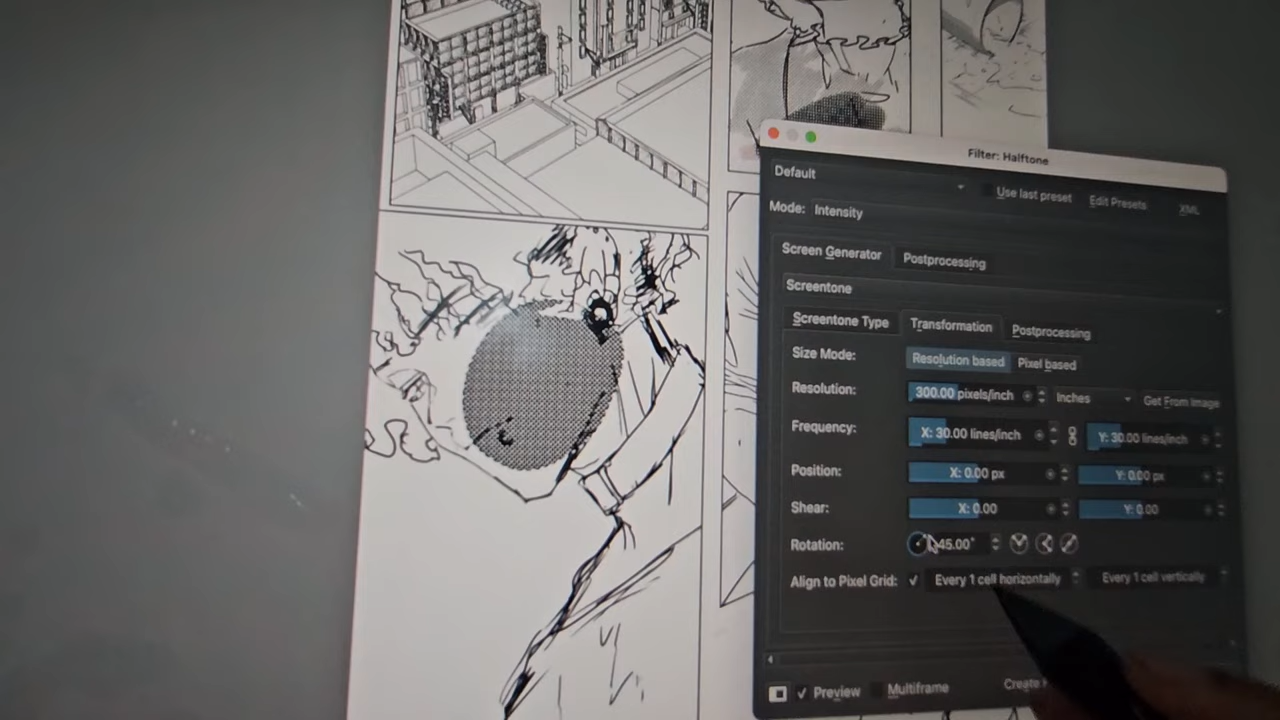 Filter: Halftone
Default
Use last preset Edit Presets XML
Mode: Intensity
Screen Generator Postprocessing
Screentone
Screentone Type Transformation Postprocessing
Size Mode: Resolution based Pixel based
Resolution: 300.00 pixels/inch Inches Get From Image
Frequency: X: 30.00 lines/inch Y: 30.00 lines/inch
Position: X: 0.00 px Y: 0.00 px
Shear: X: 0.00 Y: 0.00
Rotation: 45.00°
Align to Pixel Grid: Every 1 cell horizontally Every 1 cell vertically
Preview Multiframe